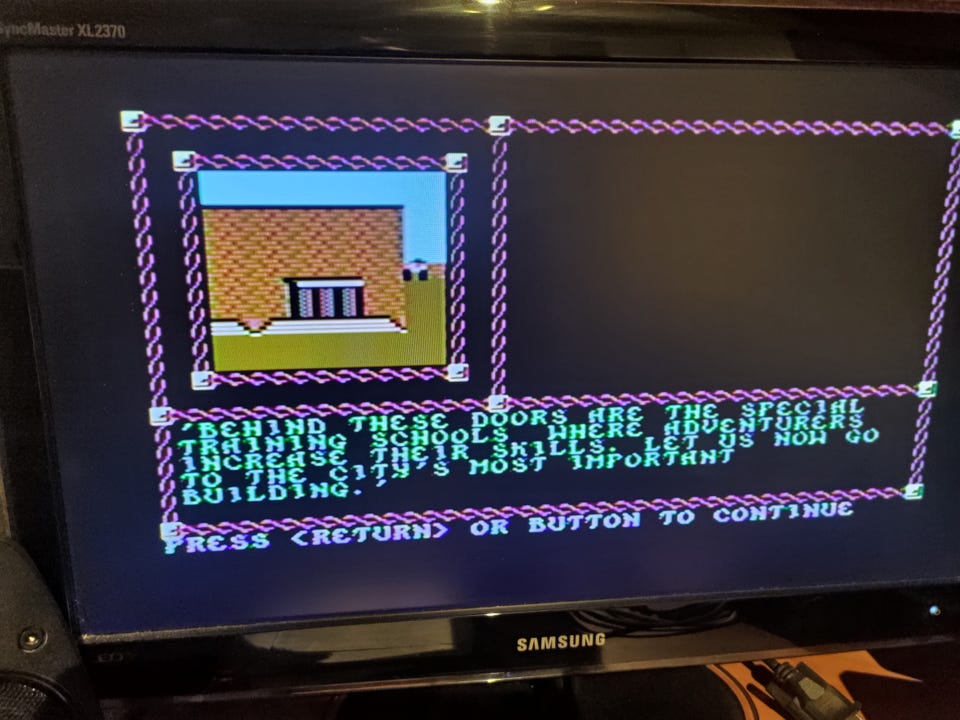 SyncMaster XL2370
'BEHIND THESE DOORS ARE THE SPECIAL
TRAINING SCHOOLS WHERE ADVENTURERS
INCREASE THEIR SKILLS. LET US NOW GO
TO THE CITY'S MOST IMPORTANT
BUILDING.'
PRESS <RETURN> OR BUTTON TO CONTINUE
SAMSUNG